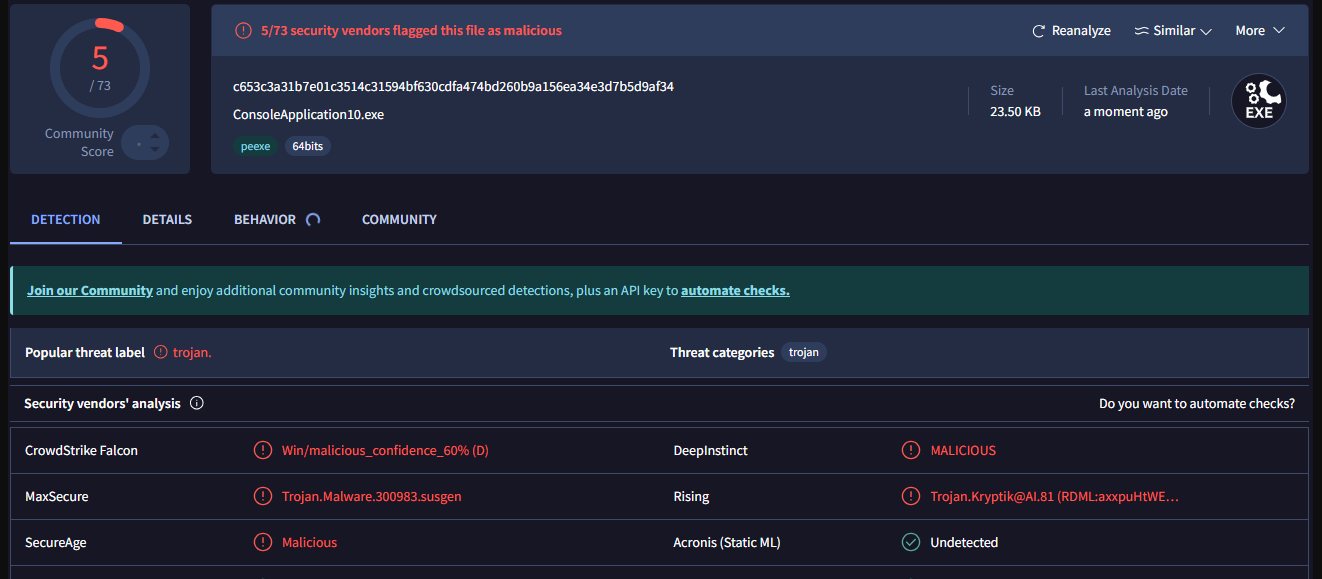 5
/ 73
Community
Score
5/73 security vendors flagged this file as malicious
Reanalyze
Similar
More
c653c3a31b7e01c3514c31594bf630cdfa474bd260b9a156ea34e3d7b5d9af34
ConsoleApplication10.exe
peexe
64bits
Size
23.50 KB
Last Analysis Date
a moment ago
EXE
DETECTION
DETAILS
BEHAVIOR
COMMUNITY
Join our Community and enjoy additional community insights and crowdsourced detections, plus an API key to automate checks.
Popular threat label
trojan.
Threat categories
trojan
Security vendors' analysis
Do you want to automate checks?
CrowdStrike Falcon
Win/malicious_confidence_60% (D)
DeepInstinct
MALICIOUS
MaxSecure
Trojan.Malware.300983.susgen
Rising
Trojan.Kryptik@AI.81 (RDML:axxpuHtWE…
SecureAge
Malicious
Acronis (Static ML)
Undetected